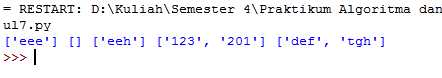 = RESTART: D:\Kuliah\Semester 4\Praktikum Algoritma dan
ul7.py
['eee'] [] ['eeh'] ['123', '201'] ['def', 'tgh']
>>>